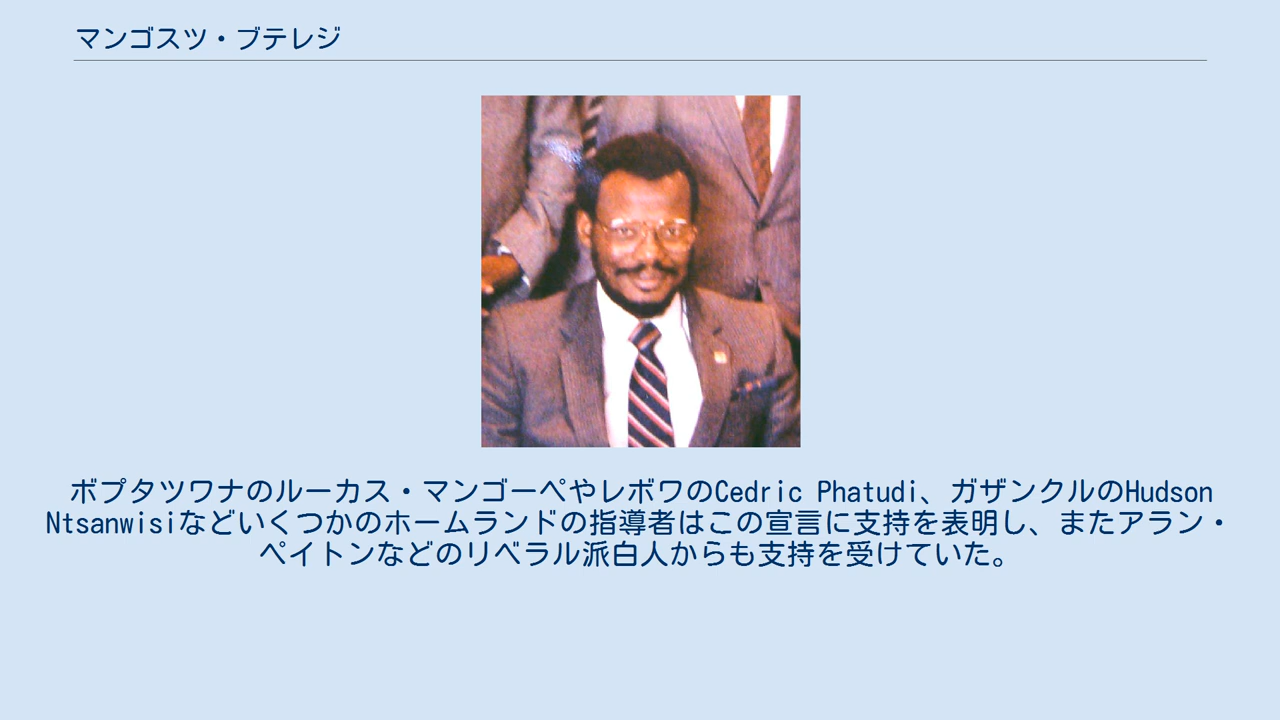 マンゴスツ・ブテレジ
ボプタツワナのルーカス・マンゴーペやレボワのCedric Phatudi、ガザンクルのHudson
Ntsanwisiなどいくつかのホームランドの指導者はこの宣言に支持を表明し、またアラン・
ペイトンなどのリベラル派白人からも支持を受けていた。